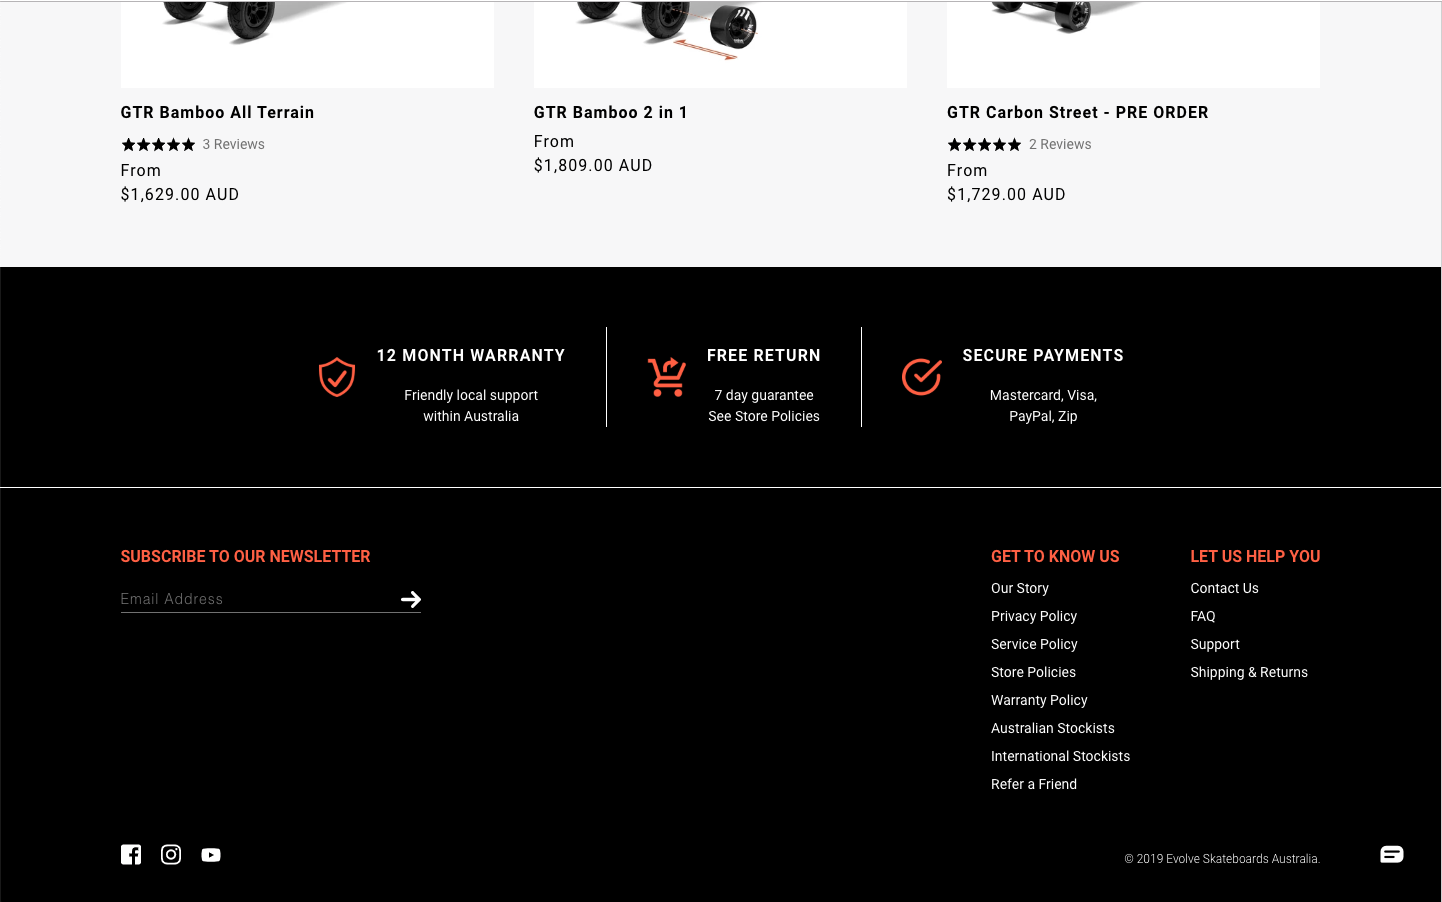 GTR Bamboo All Terrain
3 Reviews
From
$1,629.00 AUD
GTR Bamboo 2 in 1
From
$1,809.00 AUD
GTR Carbon Street - PRE ORDER
2 Reviews
From
$1,729.00 AUD
12 MONTH WARRANTY
Friendly local support
within Australia
FREE RETURN
7 day guarantee
See Store Policies
SECURE PAYMENTS
Mastercard, Visa,
PayPal, Zip
SUBSCRIBE TO OUR NEWSLETTER
Email Address
GET TO KNOW US
Our Story
Privacy Policy
Service Policy
Store Policies
Warranty Policy
Australian Stockists
International Stockists
Refer a Friend
LET US HELP YOU
Contact Us
FAQ
Support
Shipping & Returns
© 2019 Evolve Skateboards Australia.